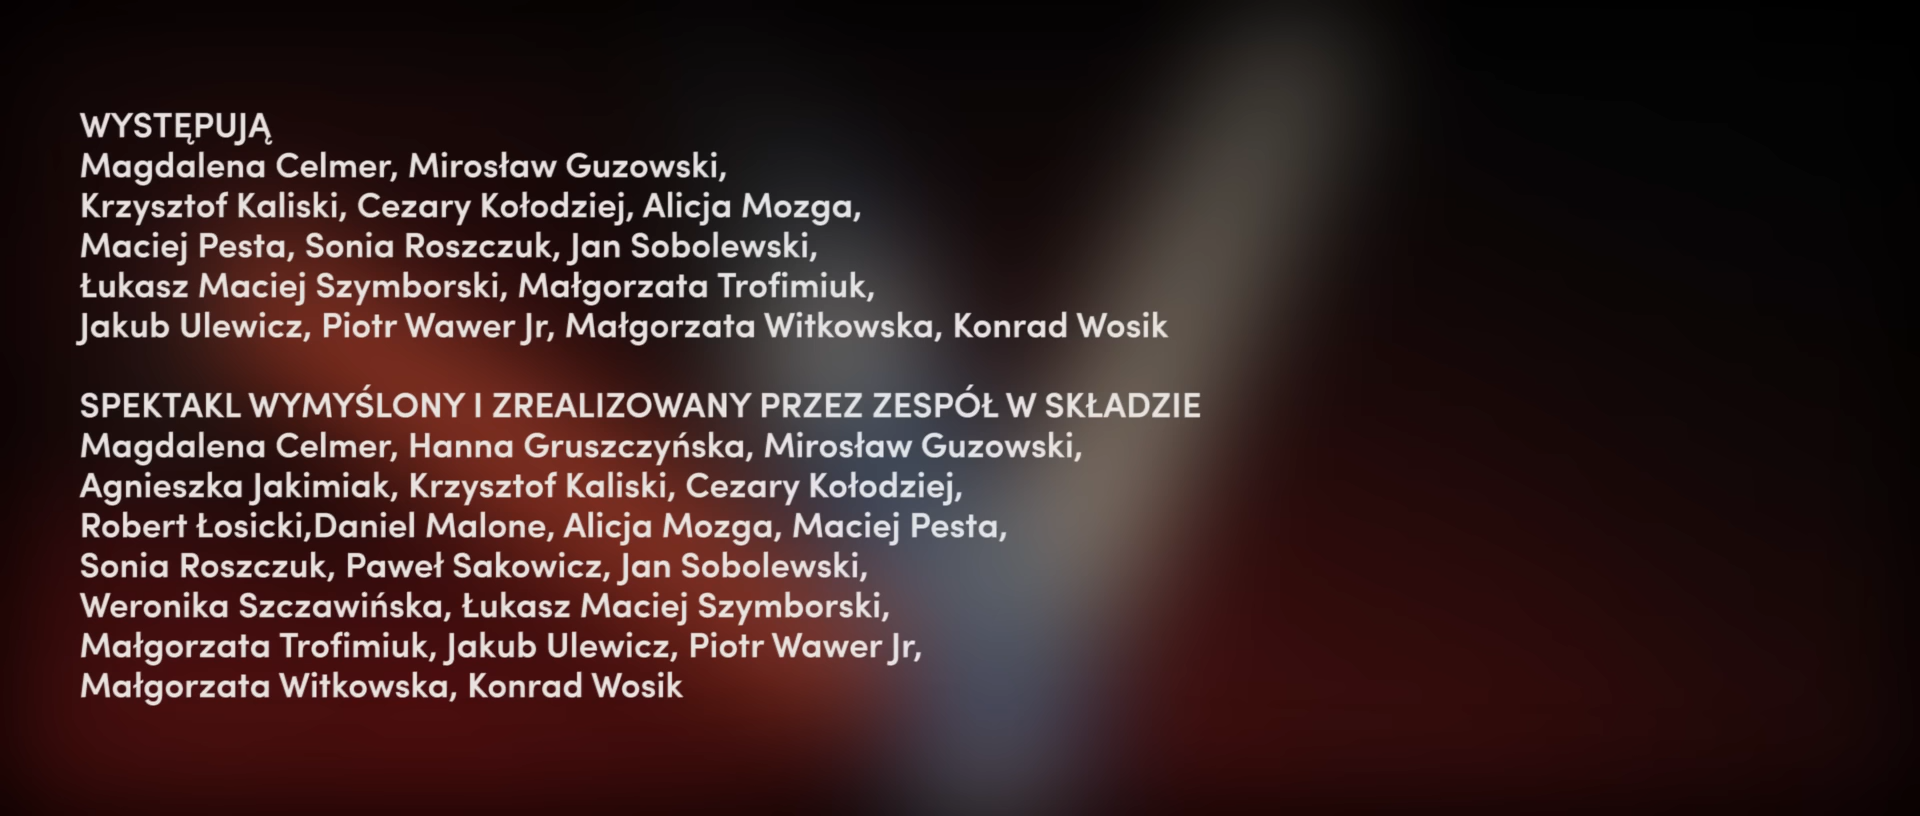 WYSTĘPUJĄ
Magdalena Celmer, Mirosław Guzowski,
Krzysztof Kaliski, Cezary Kołodziej, Alicja Mozga,
Maciej Pesta, Sonia Roszczuk, Jan Sobolewski,
Łukasz Maciej Szymborski, Małgorzata Trofimiuk,
Jakub Ulewicz, Piotr Wawer Jr, Małgorzata Witkowska, Konrad Wosik
SPEKTAKL WYMYŚLONY I ZREALIZOWANY PRZEZ ZESPÓŁ W SKŁADZIE
Magdalena Celmer, Hanna Gruszczyńska, Mirosław Guzowski,
Agnieszka Jakimiak, Krzysztof Kaliski, Cezary Kołodziej,
Robert Łosicki,Daniel Malone, Alicja Mozga, Maciej Pesta,
Sonia Roszczuk, Paweł Sakowicz, Jan Sobolewski,
Weronika Szczawińska, Łukasz Maciej Szymborski,
Małgorzata Trofimiuk, Jakub Ulewicz, Piotr Wawer Jr,
Małgorzata Witkowska, Konrad Wosik